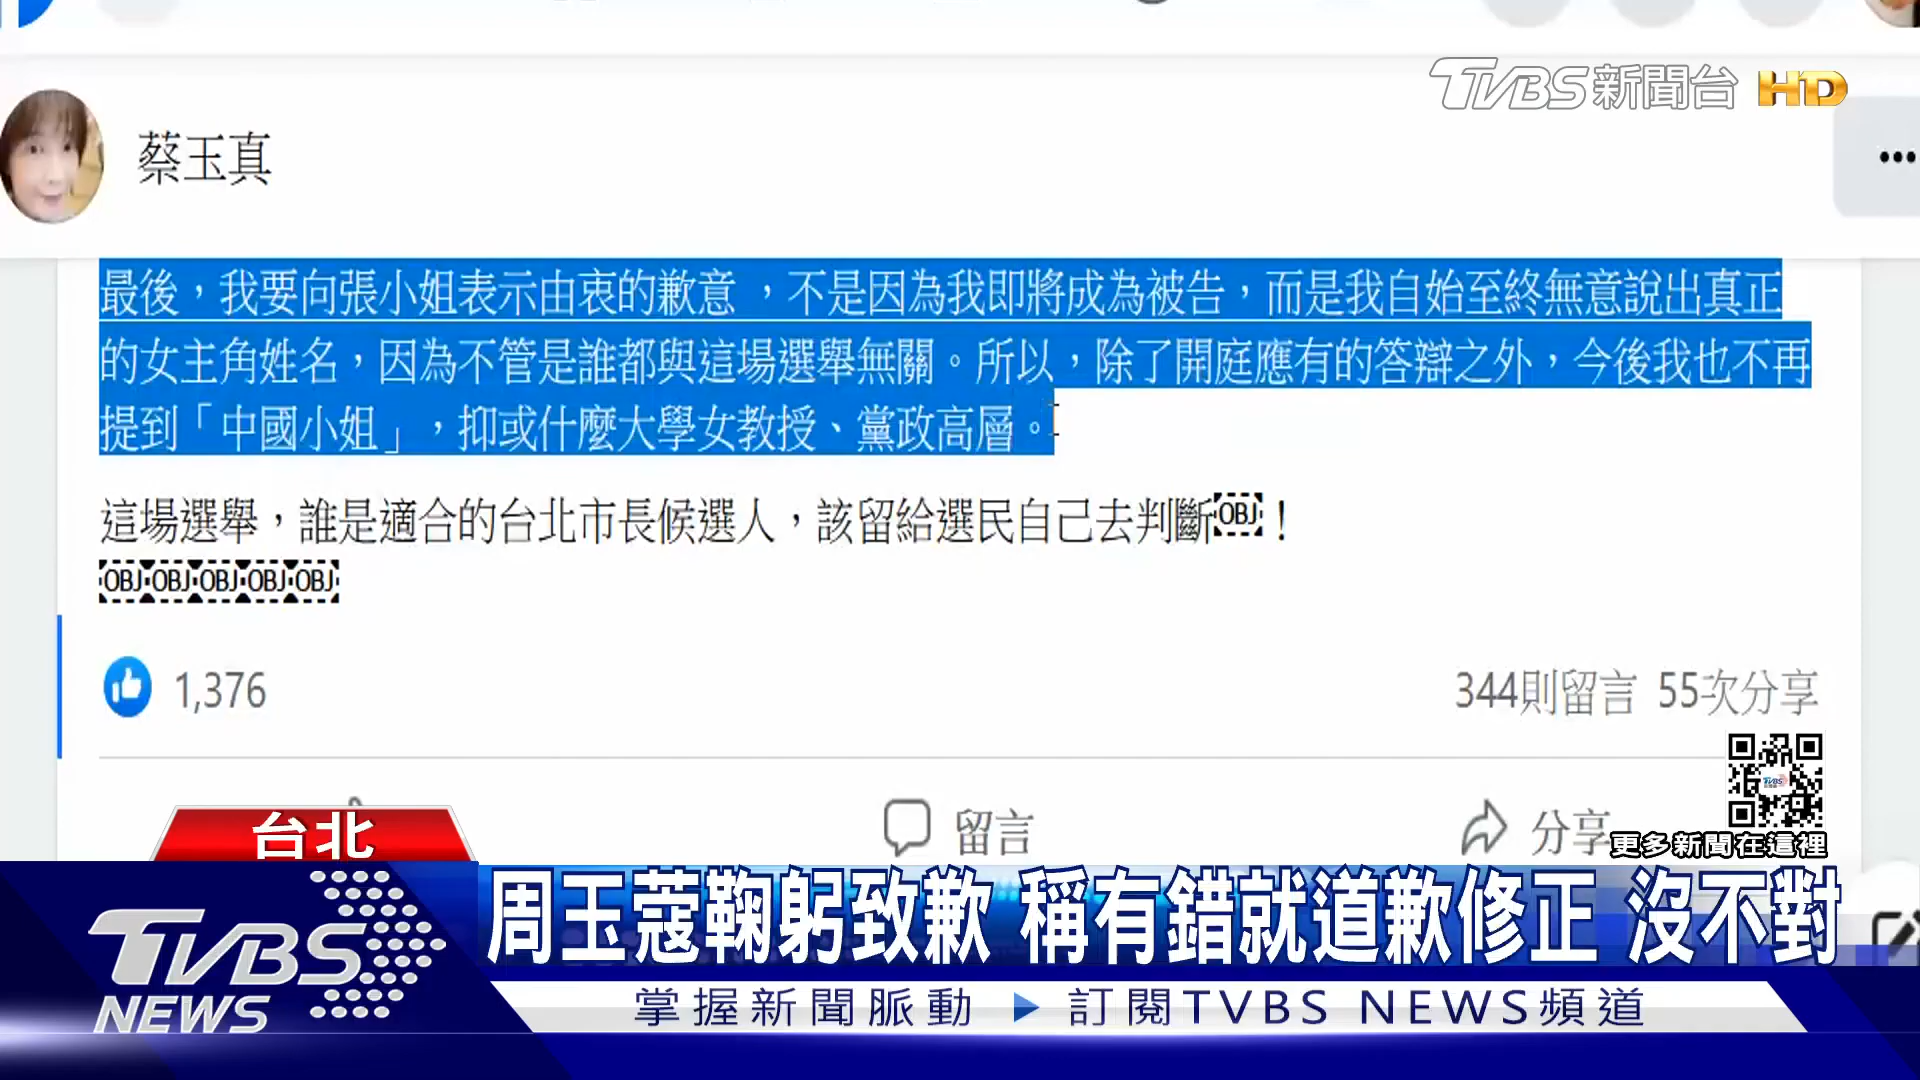 TVBS新聞台 HD
蔡玉真
最後，我要向張小姐表示由衷的歉意 ，不是因為我即將成為被告，而是我自始至終無意說出真正
的女主角姓名，因為不管是誰都與這場選舉無關。所以，除了開庭應有的答辯之外，今後我也不再
提到「中國小姐」，抑或什麼大學女教授、黨政高層。
這場選舉，誰是適合的台北市長候選人，該留給選民自己去判斷OBJ！
OBJOBJOBJOBJOBJ
1,376
344則留言 55次分享
TVBS
留言
分享
更多新聞在這裡
台北
周玉蔻鞠躬致歉 稱有錯就道歉修正 沒不對
TVBS
NEWS
掌握新聞脈動 ▶ 訂閱TVBS NEWS頻道